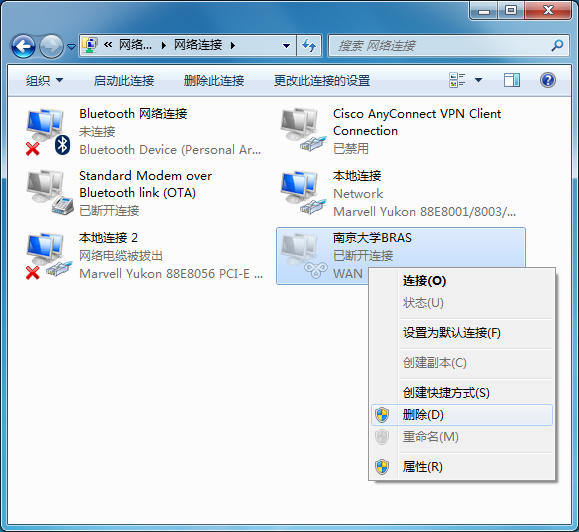 « 网络... ▸ 网络连接 ▸
搜索 网络连接
组织 ▼ 启动此连接 删除此连接 更改此连接的设置
Bluetooth 网络连接
未连接
Bluetooth Device (Personal Ar...
Cisco AnyConnect VPN Client
Connection
已禁用
Standard Modem over
Bluetooth link (OTA)
已断开连接
本地连接
Network
Marvell Yukon 88E8001/8003/...
本地连接 2
网络电缆被拔出
Marvell Yukon 88E8056 PCI-E ...
南京大学BRAS
已断开连接
WAN
连接(O)
状态(U)
设置为默认连接(F)
创建副本(C)
创建快捷方式(S)
删除(D)
重命名(M)
属性(R)